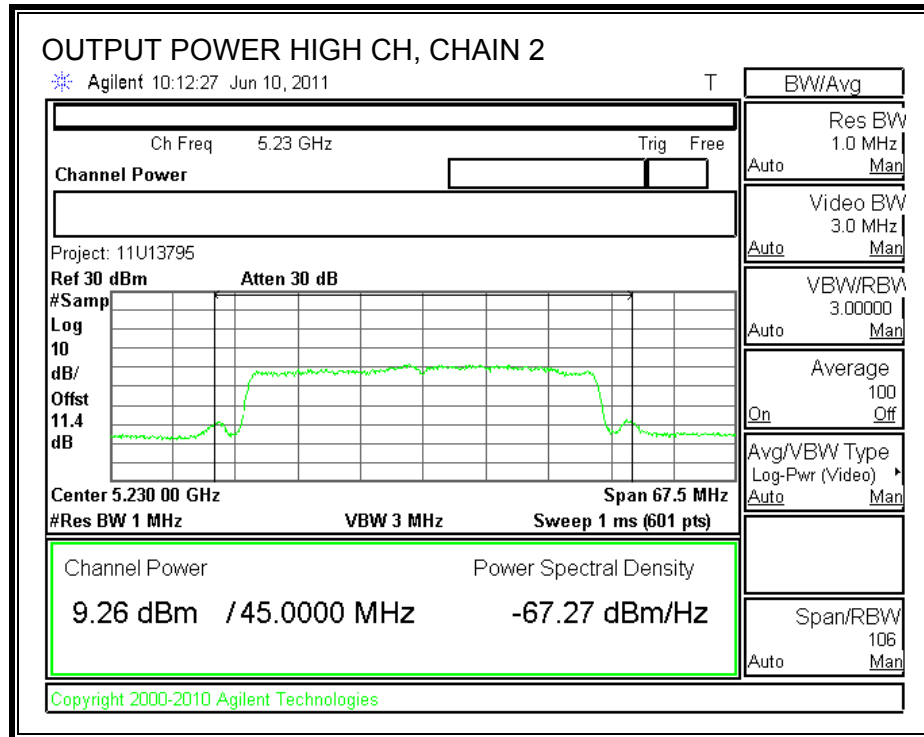 OUTPUT POWER HIGH CH, CHAIN 2
Agilent 10:12:27 Jun 10, 2011 T
Ch Freq 5.23 GHz Trig Free
Channel Power
Project: 11U13795
Ref 30 dBm Atten 30 dB
#Samp
Log
10
dB/
Offst
11.4
dB
Center 5.230 00 GHz Span 67.5 MHz
#Res BW 1 MHz VBW 3 MHz Sweep 1 ms (601 pts)
Channel Power Power Spectral Density
9.26 dBm / 45.0000 MHz -67.27 dBm/Hz
Copyright 2000-2010 Agilent Technologies
BW/Avg
Res BW
1.0 MHz
Auto Man
Video BW
3.0 MHz
Auto Man
VBW/RBW
3.00000
Auto Man
Average
100
On Off
Avg/VBW Type
Log-Pwr (Video)
Auto Man
Span/RBW
106
Auto Man